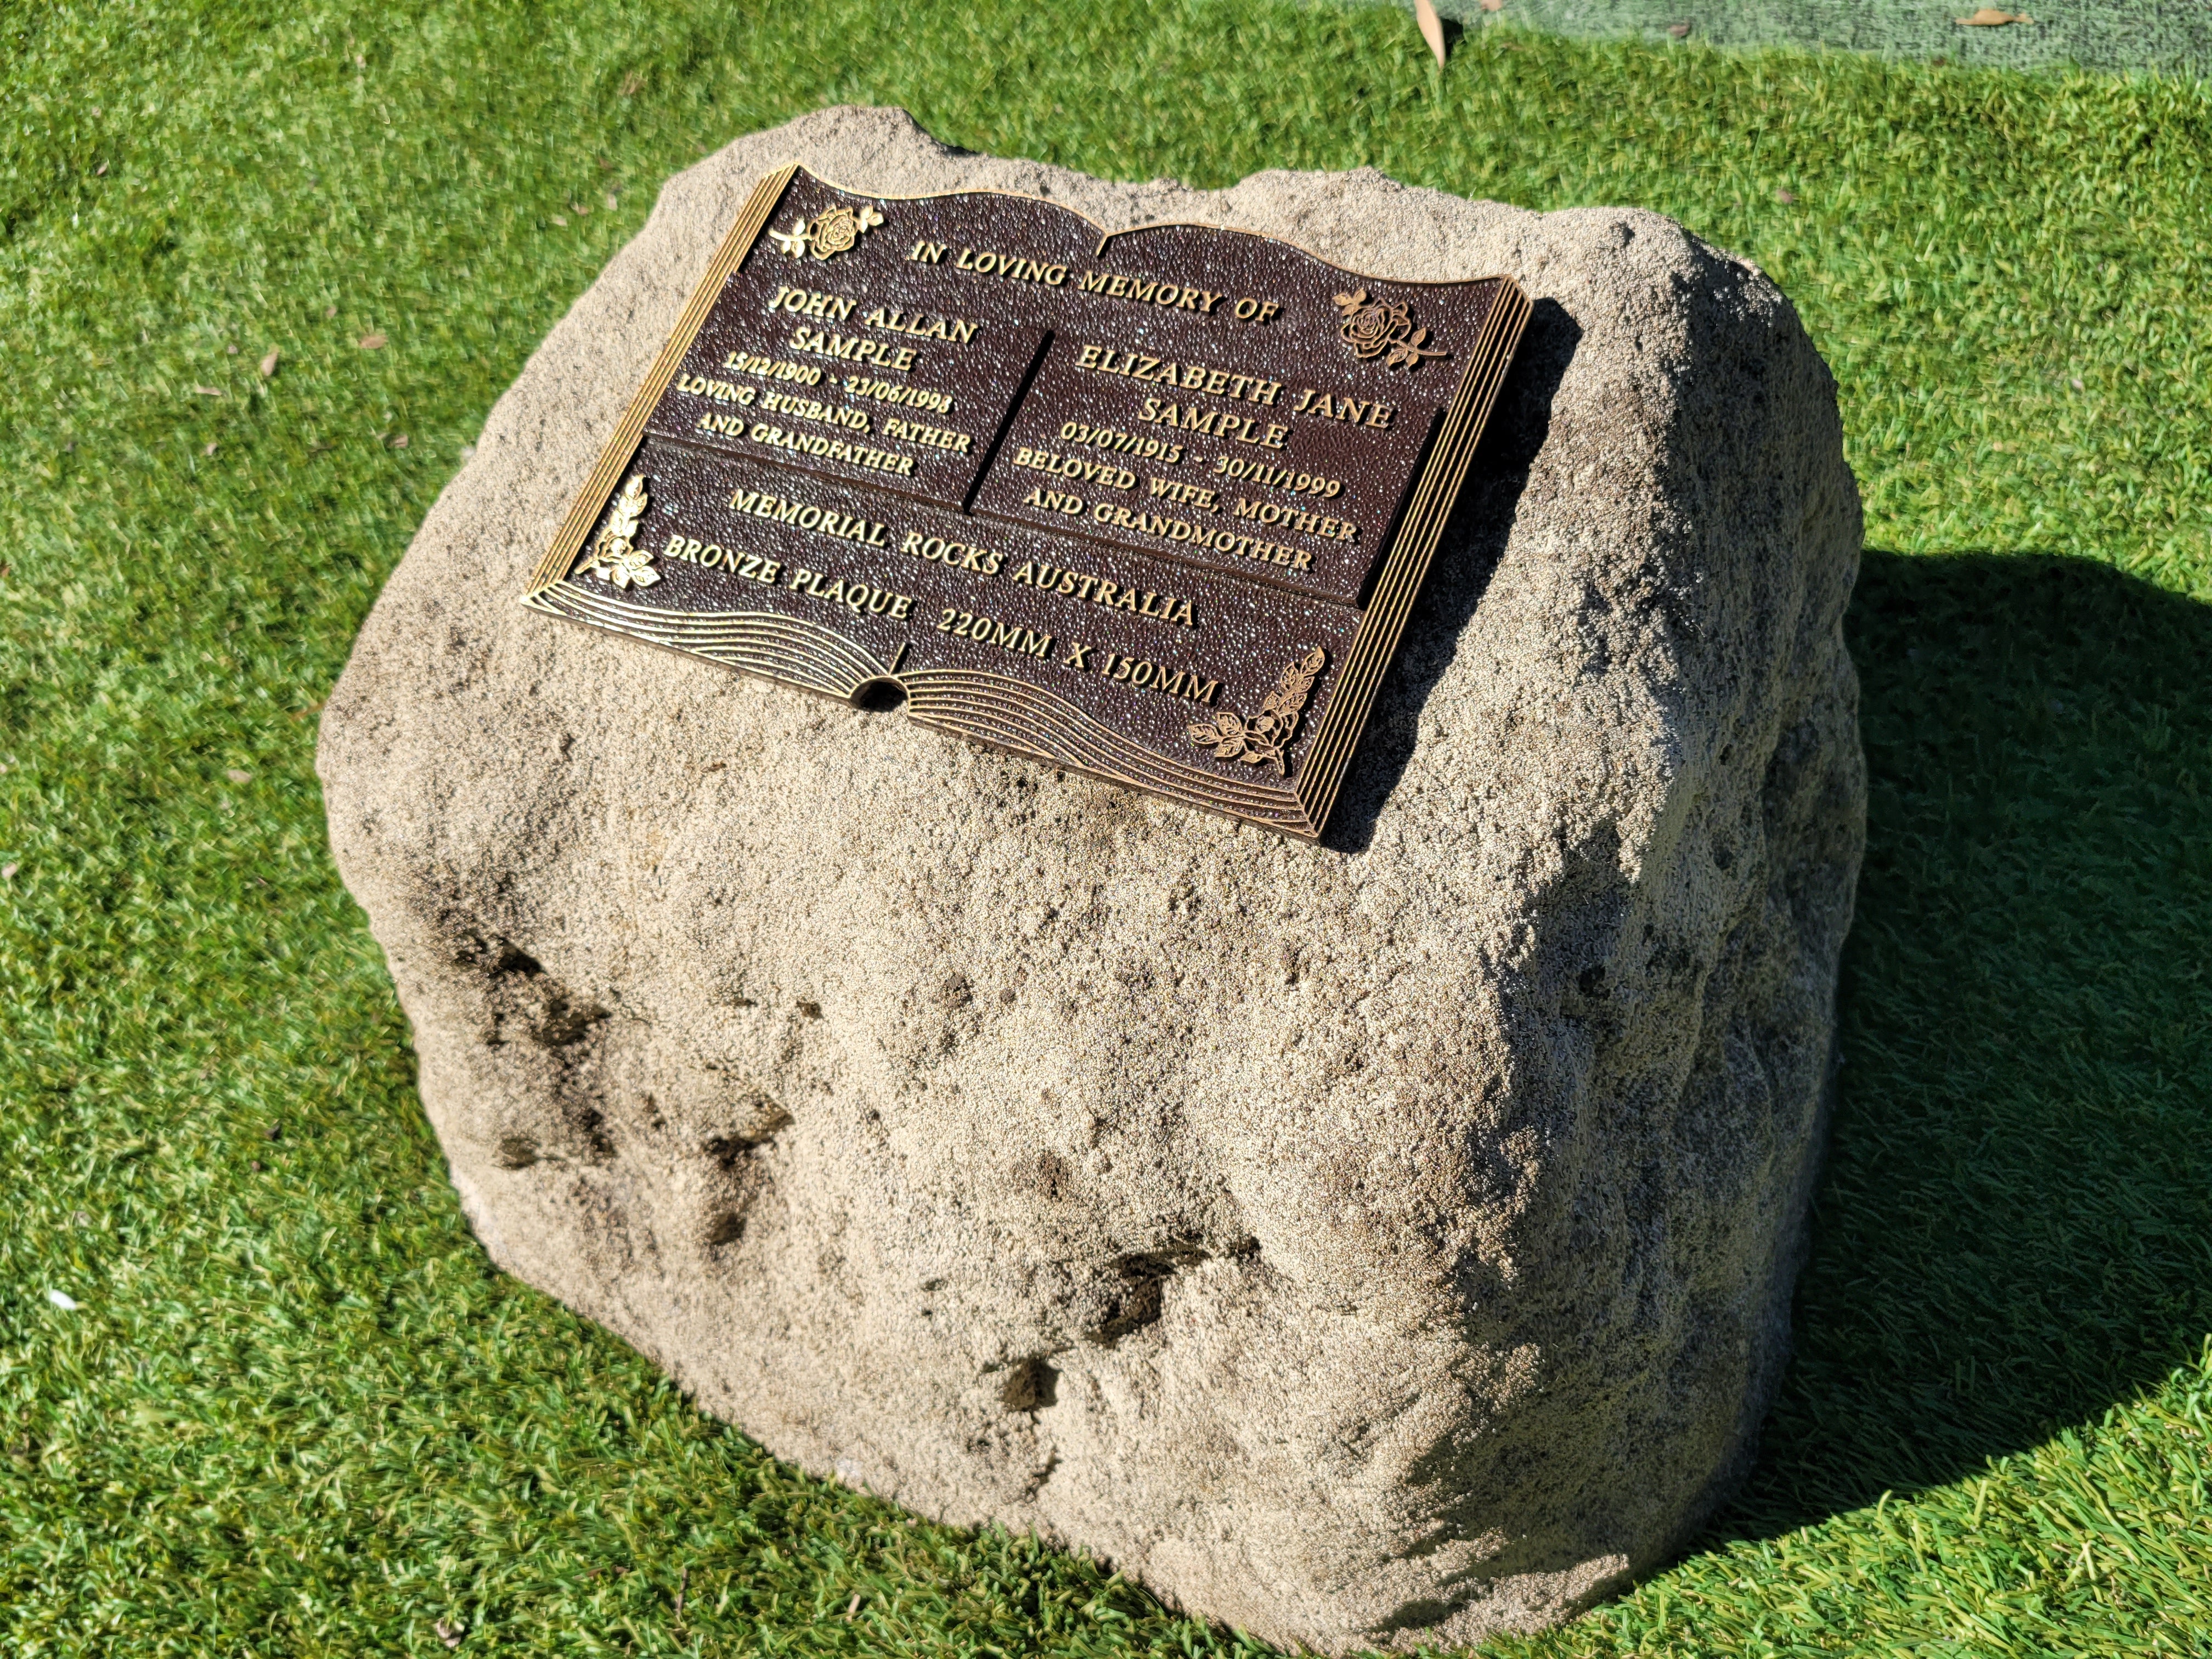 IN LOVING MEMORY OF
JOHN ALLAN
SAMPLE
15/12/1900 - 23/06/1998
LOVING HUSBAND, FATHER
AND GRANDFATHER
ELIZABETH JANE
SAMPLE
03/07/1915 - 30/11/1999
BELOVED WIFE, MOTHER
AND GRANDMOTHER
MEMORIAL ROCKS AUSTRALIA
BRONZE PLAQUE 220MM X 150MM